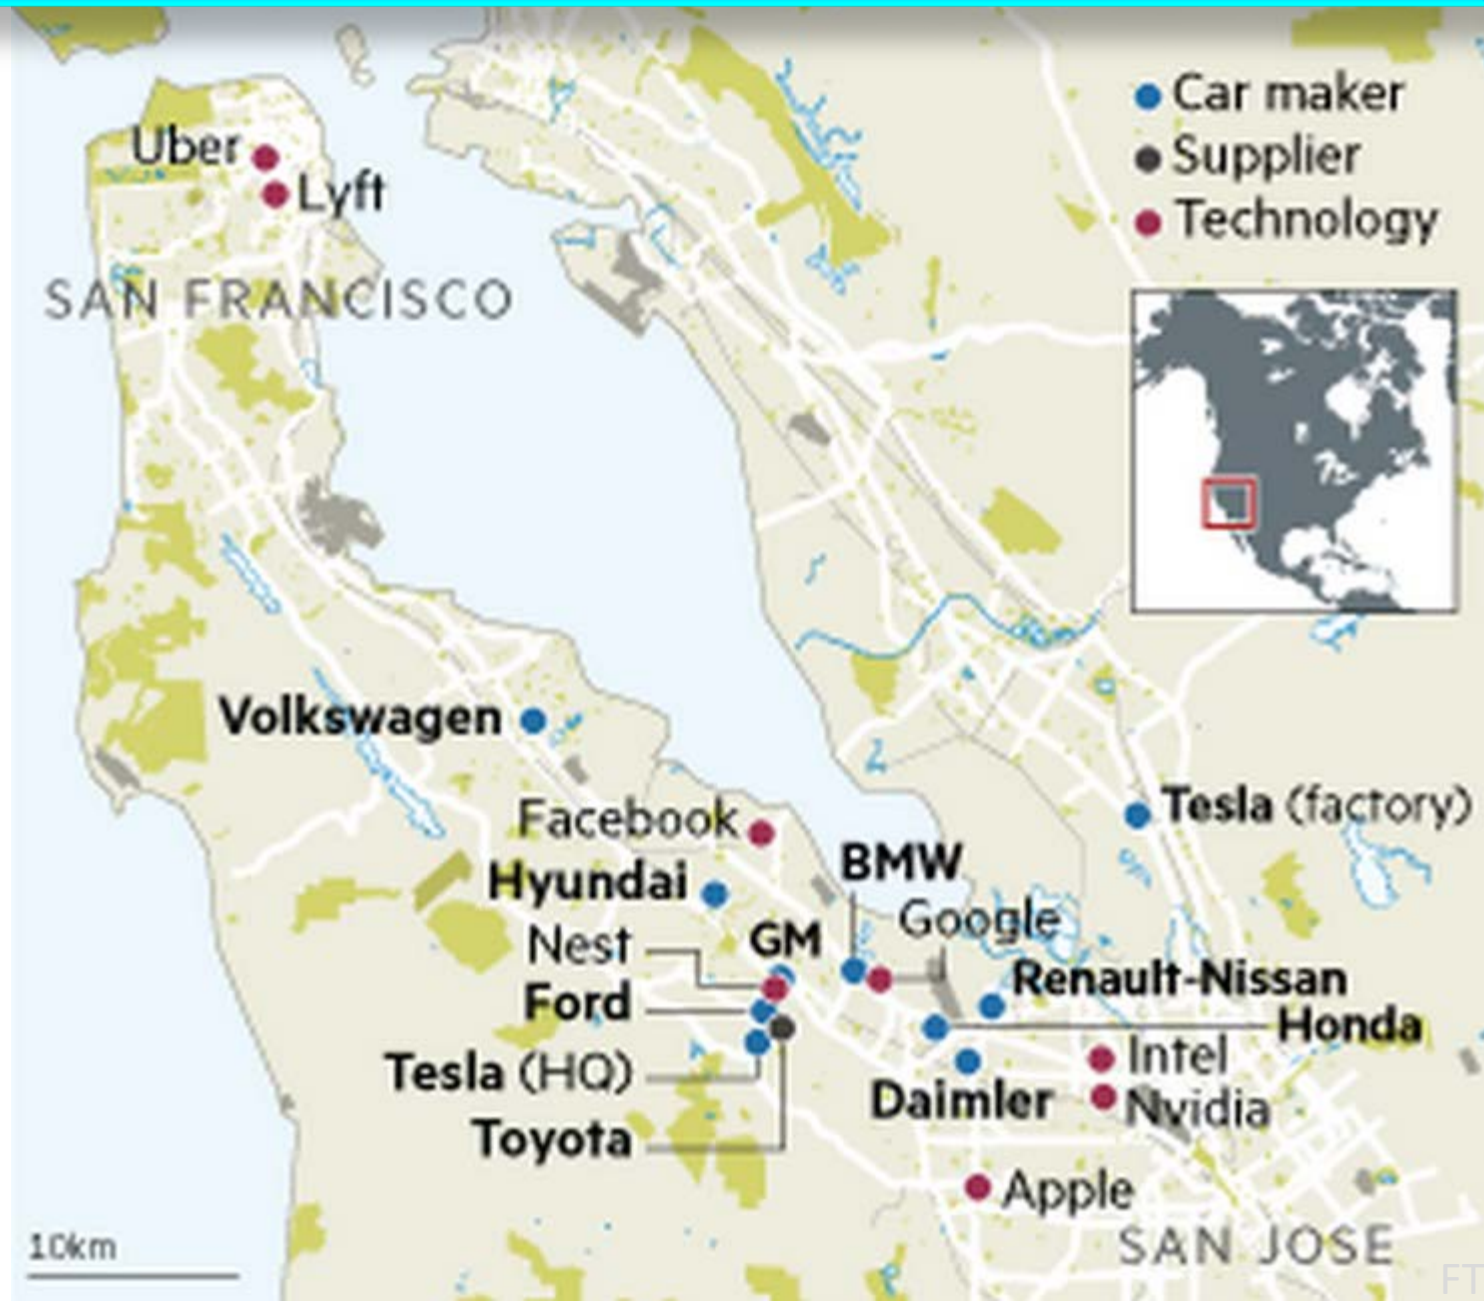 Car maker
Supplier
Technology
Uber
Lyft
SAN FRANCISCO
Volkswagen
Tesla (factory)
Facebook
BMW
Hyundai
Google
GM
Nest
Renault-Nissan
Ford
Honda
Intel
Tesla (HQ)
Daimler
Nvidia
Toyota
Apple
SAN JOSE
10km
FT